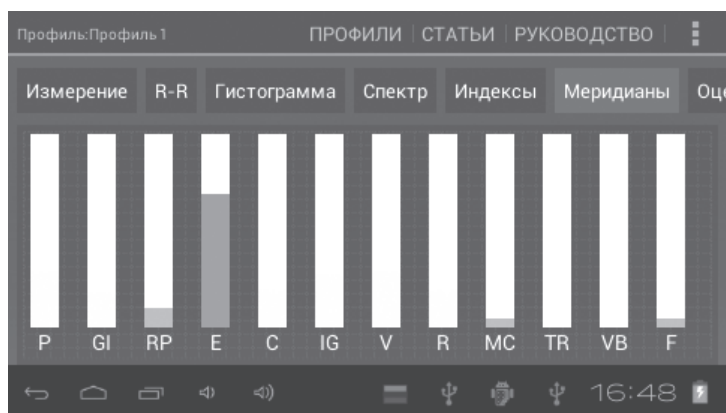 Профиль:Профиль 1 ПРОФИЛИ СТАТЬИ РУКОВОДСТВО
Измерение R-R Гистограмма Спектр Индексы Меридианы Оце
P GI RP E C IG V R MC TR VB F
16:48